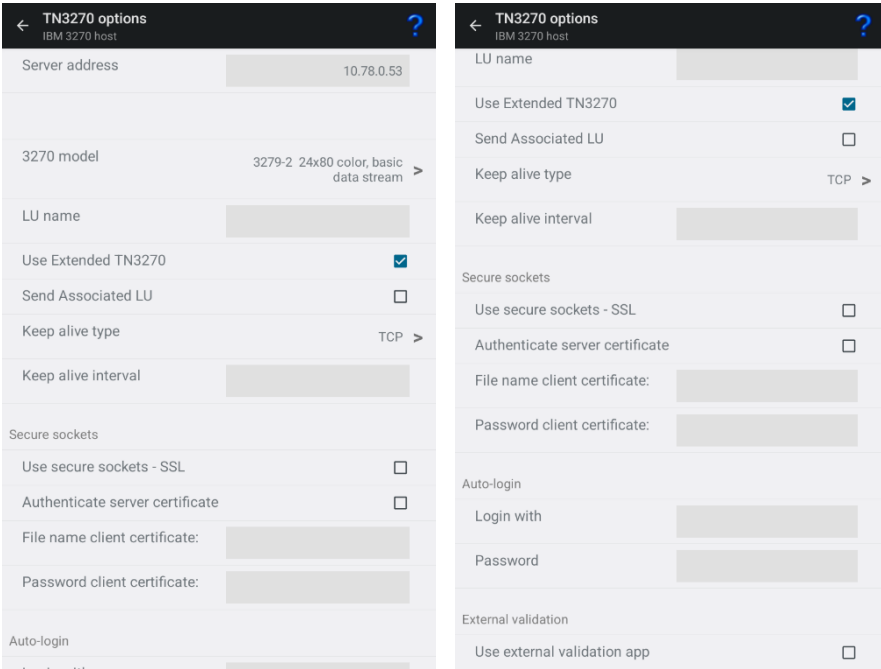 TN3270 options
IBM 3270 host
?
Server address
10.78.0.53
3270 model
3279-2 24x80 color, basic
data stream >
LU name
Use Extended TN3270
Send Associated LU
Keep alive type
TCP >
Keep alive interval
Secure sockets
Use secure sockets - SSL
Authenticate server certificate
File name client certificate:
Password client certificate:
Auto-login
TN3270 options
IBM 3270 host
?
LU name
Use Extended TN3270
Send Associated LU
Keep alive type
TCP >
Keep alive interval
Secure sockets
Use secure sockets - SSL
Authenticate server certificate
File name client certificate:
Password client certificate:
Auto-login
Login with
Password
External validation
Use external validation app